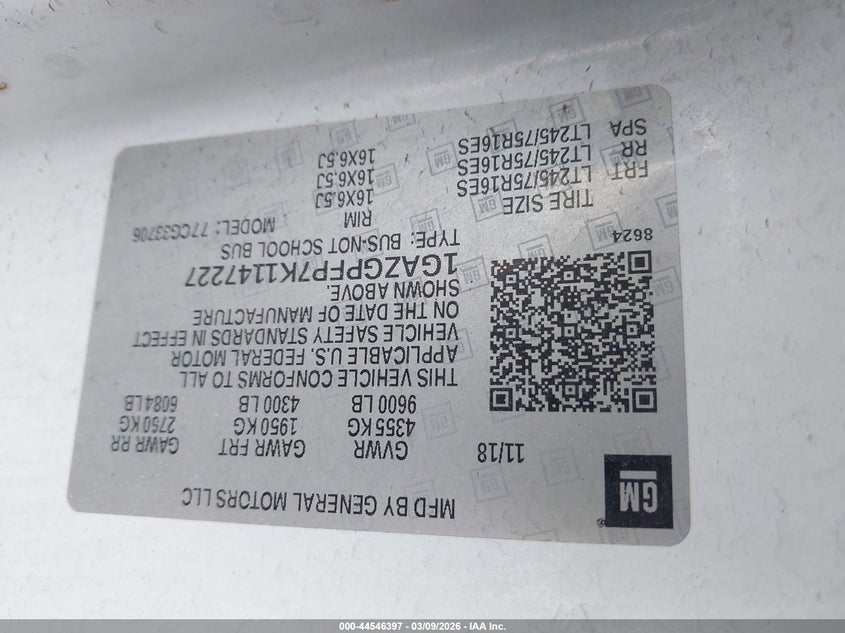 GM
MFD BY GENERAL MOTORS LLC
11/18
GVWR GAWR FRT GAWR RR
4355 KG 1950 KG 2750 KG
9600 LB 4300 LB 6084 LB
THIS VEHICLE CONFORMS TO ALL
APPLICABLE U.S. FEDERAL MOTOR
VEHICLE SAFETY STANDARDS IN EFFECT
ON THE DATE OF MANUFACTURE
SHOWN ABOVE.
1GAZGPFP7K1147227
TYPE: BUS-NOT SCHOOL BUS
MODEL: 77CG33706
8624
TIRE SIZE RIM
FRT LT245/75R16ES 16X6.5J
RR LT245/75R16ES 16X6.5J
SPA LT245/75R16ES 16X6.5J
000-44546397 - 03/09/2026 - IAA Inc.